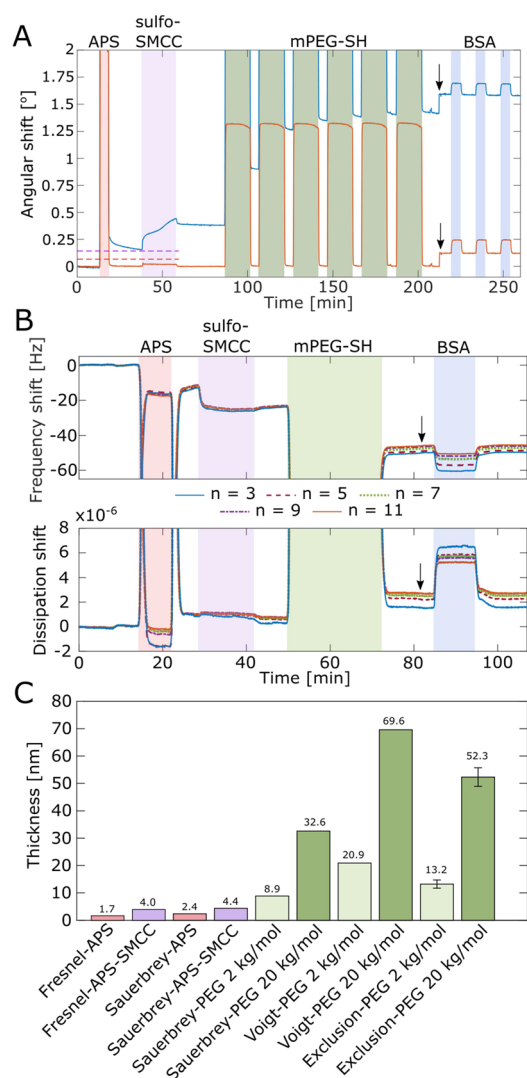 A
APS
sulfo-
SMCC
mPEG-SH
BSA
Angular shift [°]
2
1.75
1.5
1.25
1
0.75
0.5
0.25
0
0 50 100 150 200 250
Time [min]
B
APS
sulfo-
SMCC
mPEG-SH
BSA
Frequency shift [Hz]
0
-20
-40
-60
n = 3 n = 5 n = 7
n = 9 n = 11
×10⁻⁶
Dissipation shift
8
6
4
2
0
-2
0 20 40 60 80 100
Time [min]
C
Thickness [nm]
80
70
60
50
40
30
20
10
0
1.7
4.0
2.4
4.4
8.9
32.6
20.9
69.6
13.2
52.3
Fresnel-APS
Fresnel-APS-SMCC
Sauerbrey-APS
Sauerbrey-APS-SMCC
Sauerbrey-PEG 2 kg/mol
Sauerbrey-PEG 20 kg/mol
Voigt-PEG 2 kg/mol
Voigt-PEG 20 kg/mol
Exclusion-PEG 2 kg/mol
Exclusion-PEG 20 kg/mol